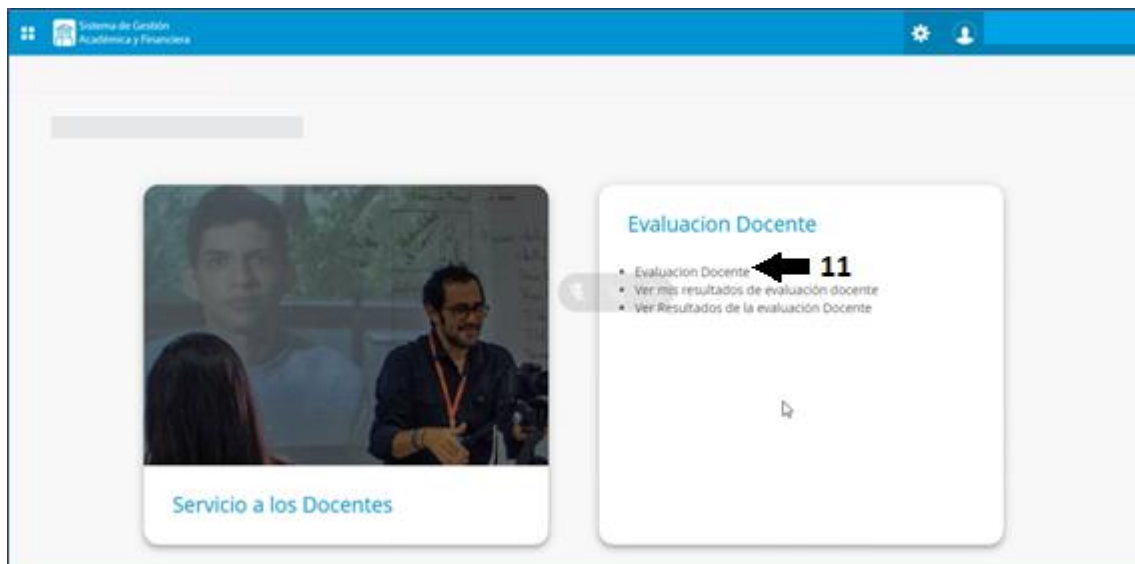 Sistema de Gestión
Académica y Financiera
Evaluacion Docente
Evaluacion Docente 11
Ver mis resultados de evaluación docente
Ver Resultados de la evaluación Docente
Servicio a los Docentes